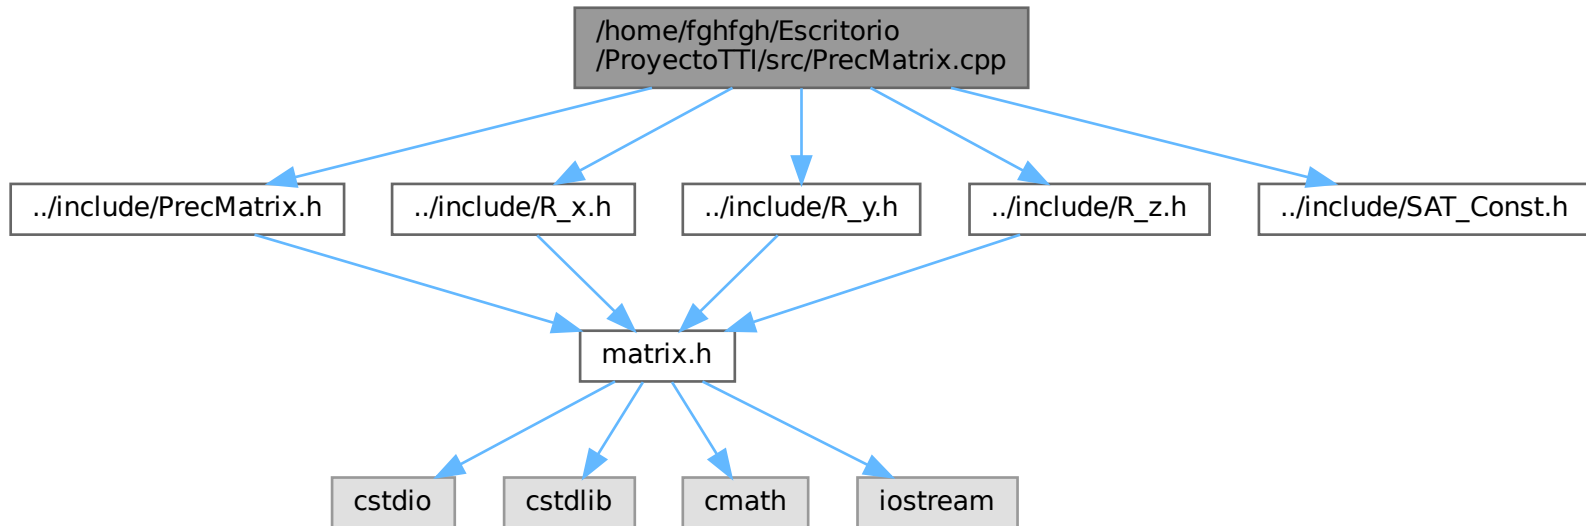 /home/fghfgh/Escritorio
/ProyectoTTI/src/PrecMatrix.cpp
../include/PrecMatrix.h
../include/R_x.h
../include/R_y.h
../include/R_z.h
../include/SAT_Const.h
matrix.h
cstdio
cstdlib
cmath
iostream